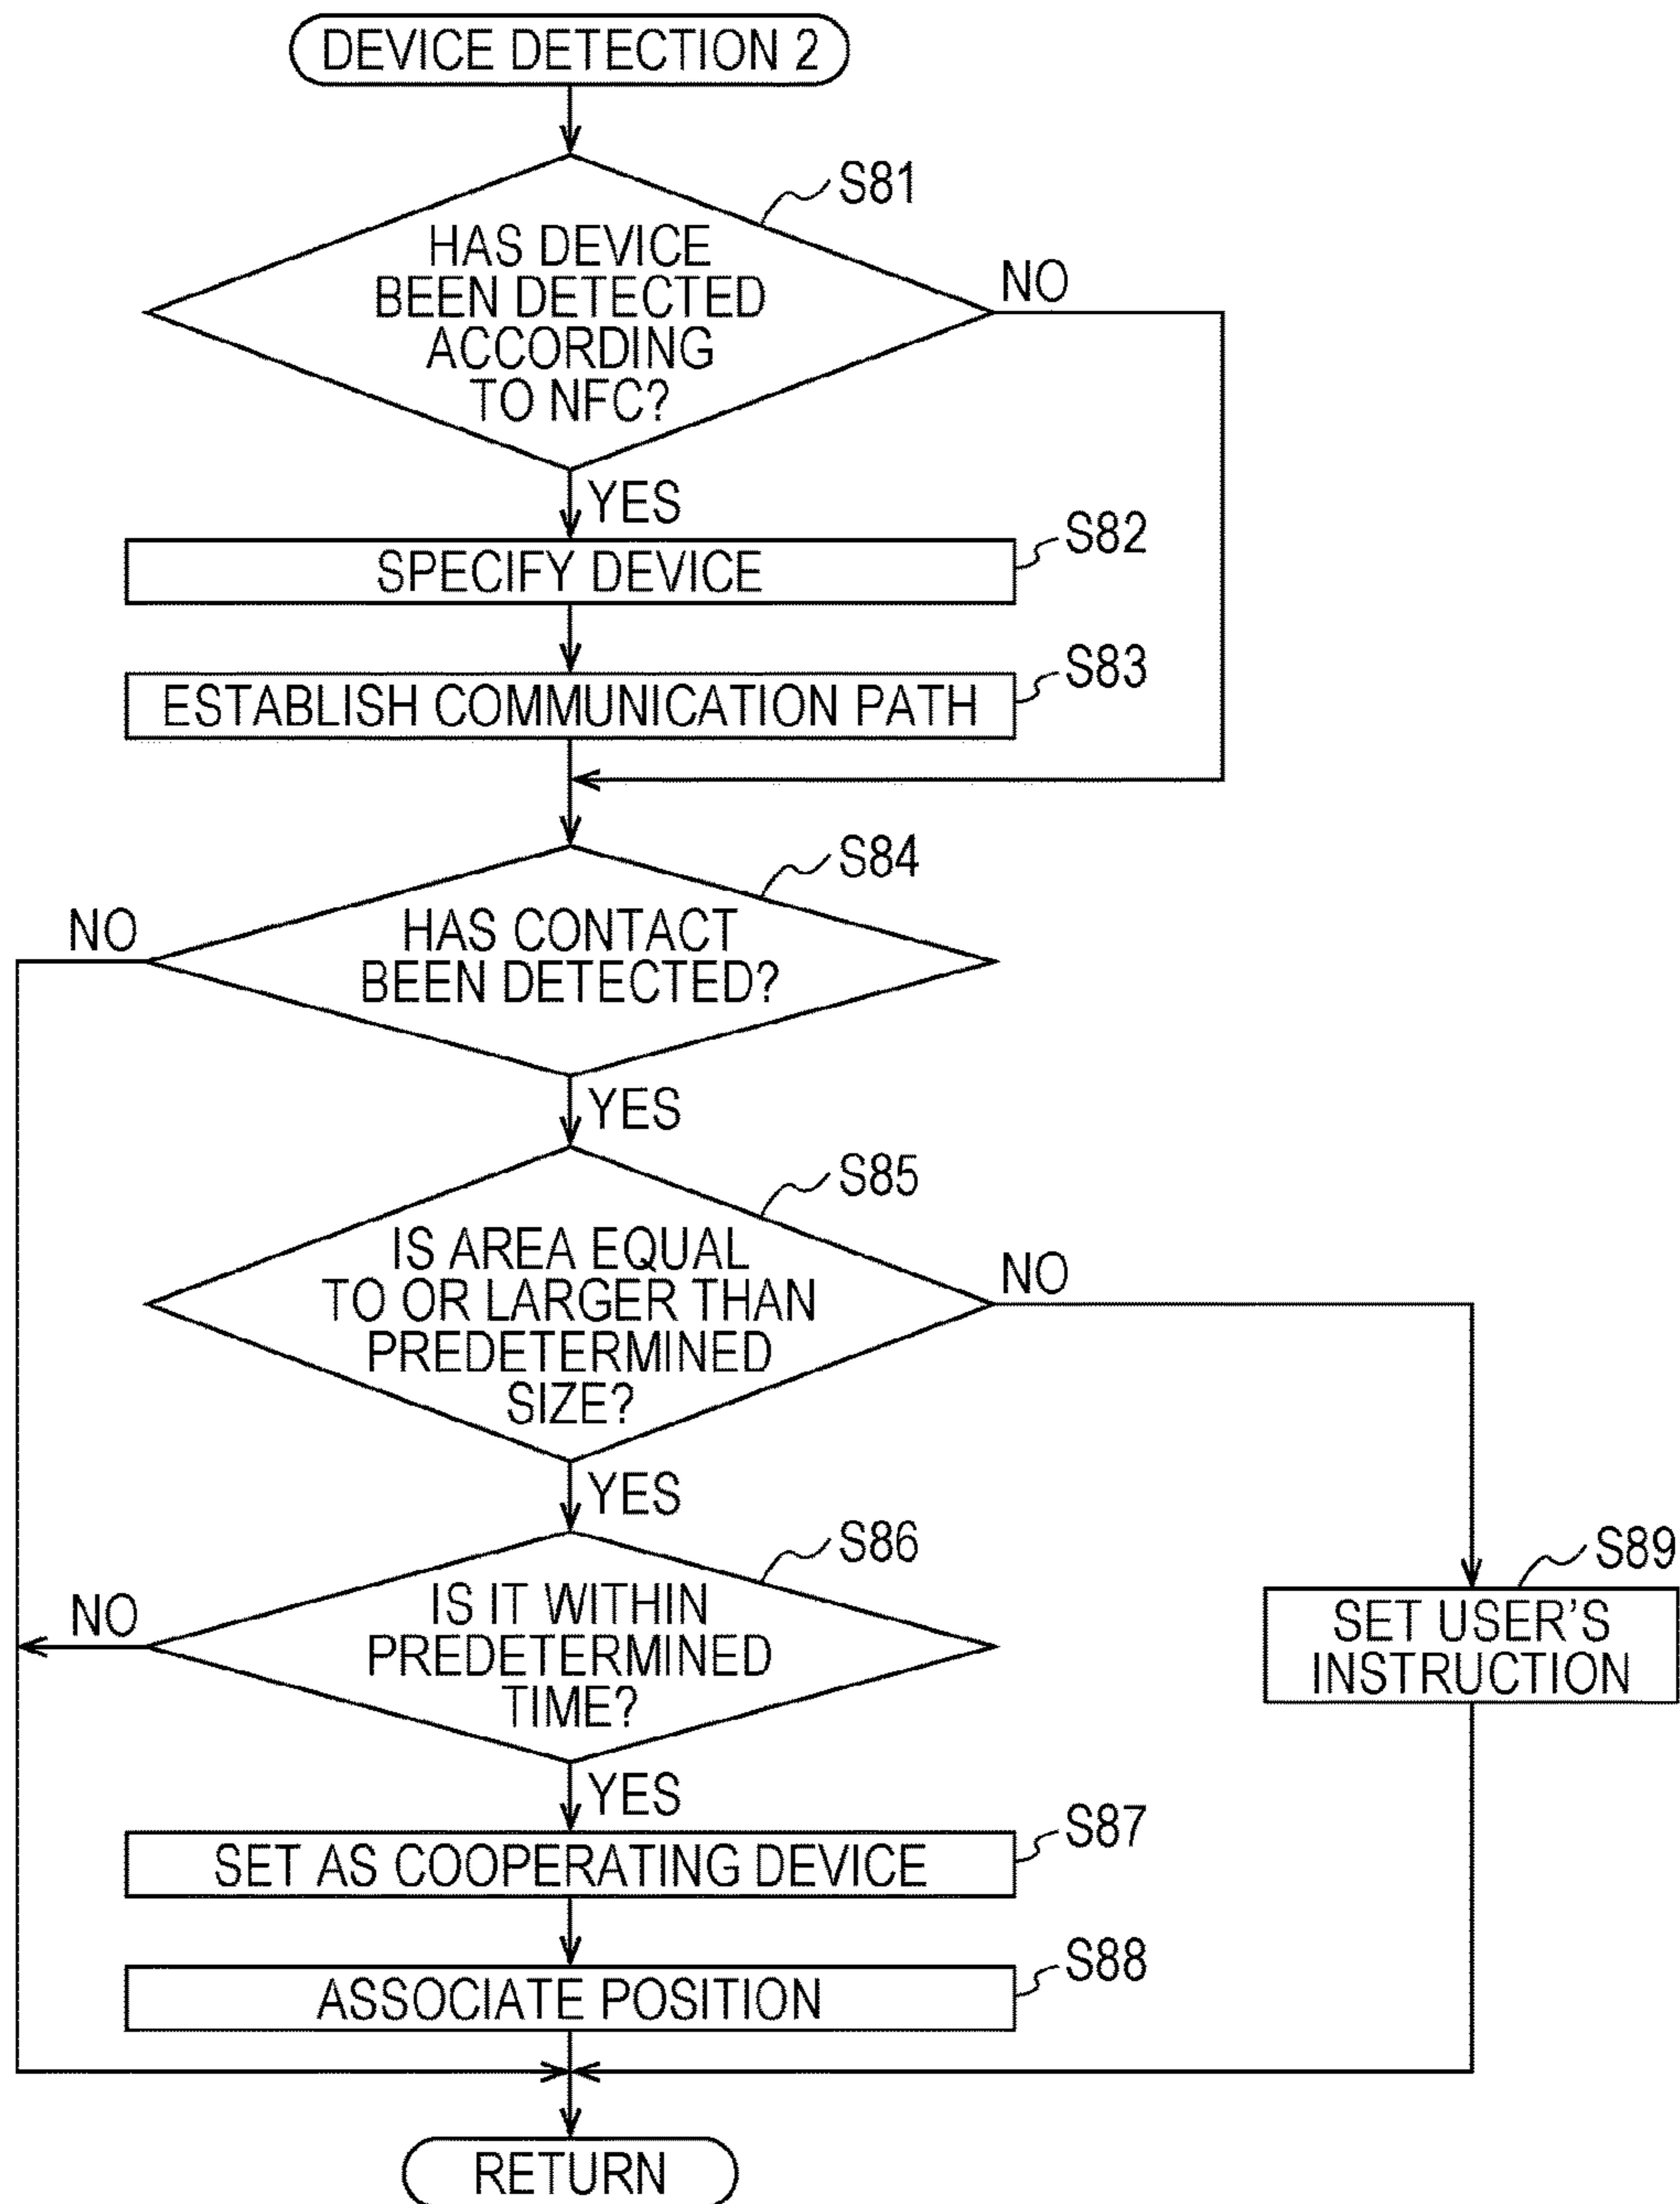 DEVICE DETECTION 2
S81
HAS DEVICE
BEEN DETECTED
ACCORDING
TO NFC?
NO
YES
S82
SPECIFY DEVICE
S83
ESTABLISH COMMUNICATION PATH
S84
HAS CONTACT
BEEN DETECTED?
NO
YES
S85
IS AREA EQUAL
TO OR LARGER THAN
PREDETERMINED
SIZE?
NO
YES
S86
IS IT WITHIN
PREDETERMINED
TIME?
NO
S89
SET USER'S
INSTRUCTION
YES
S87
SET AS COOPERATING DEVICE
S88
ASSOCIATE POSITION
RETURN